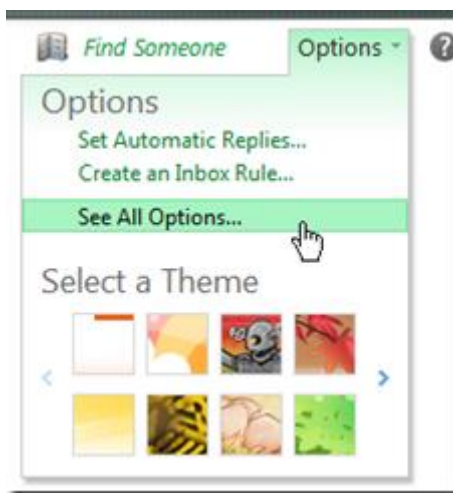 Find Someone Options
Options
Set Automatic Replies...
Create an Inbox Rule...
See All Options...
Select a Theme